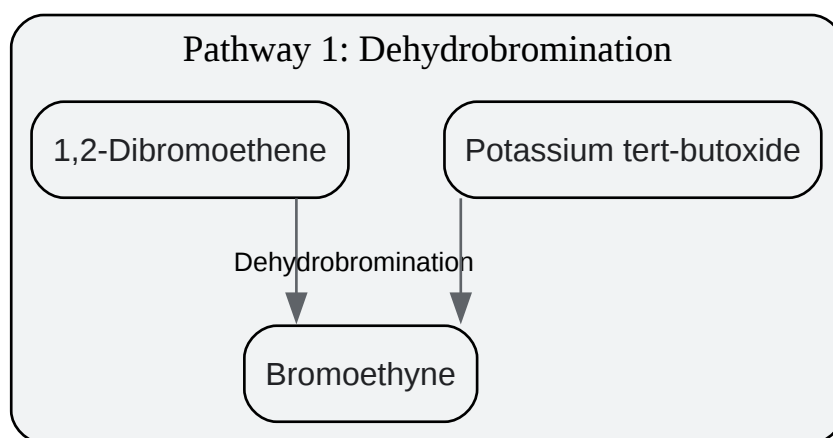 Pathway 1: Dehydrobromination
1,2-Dibromoethene
Potassium tert-butoxide
Dehydrobromination
Bromoethyne